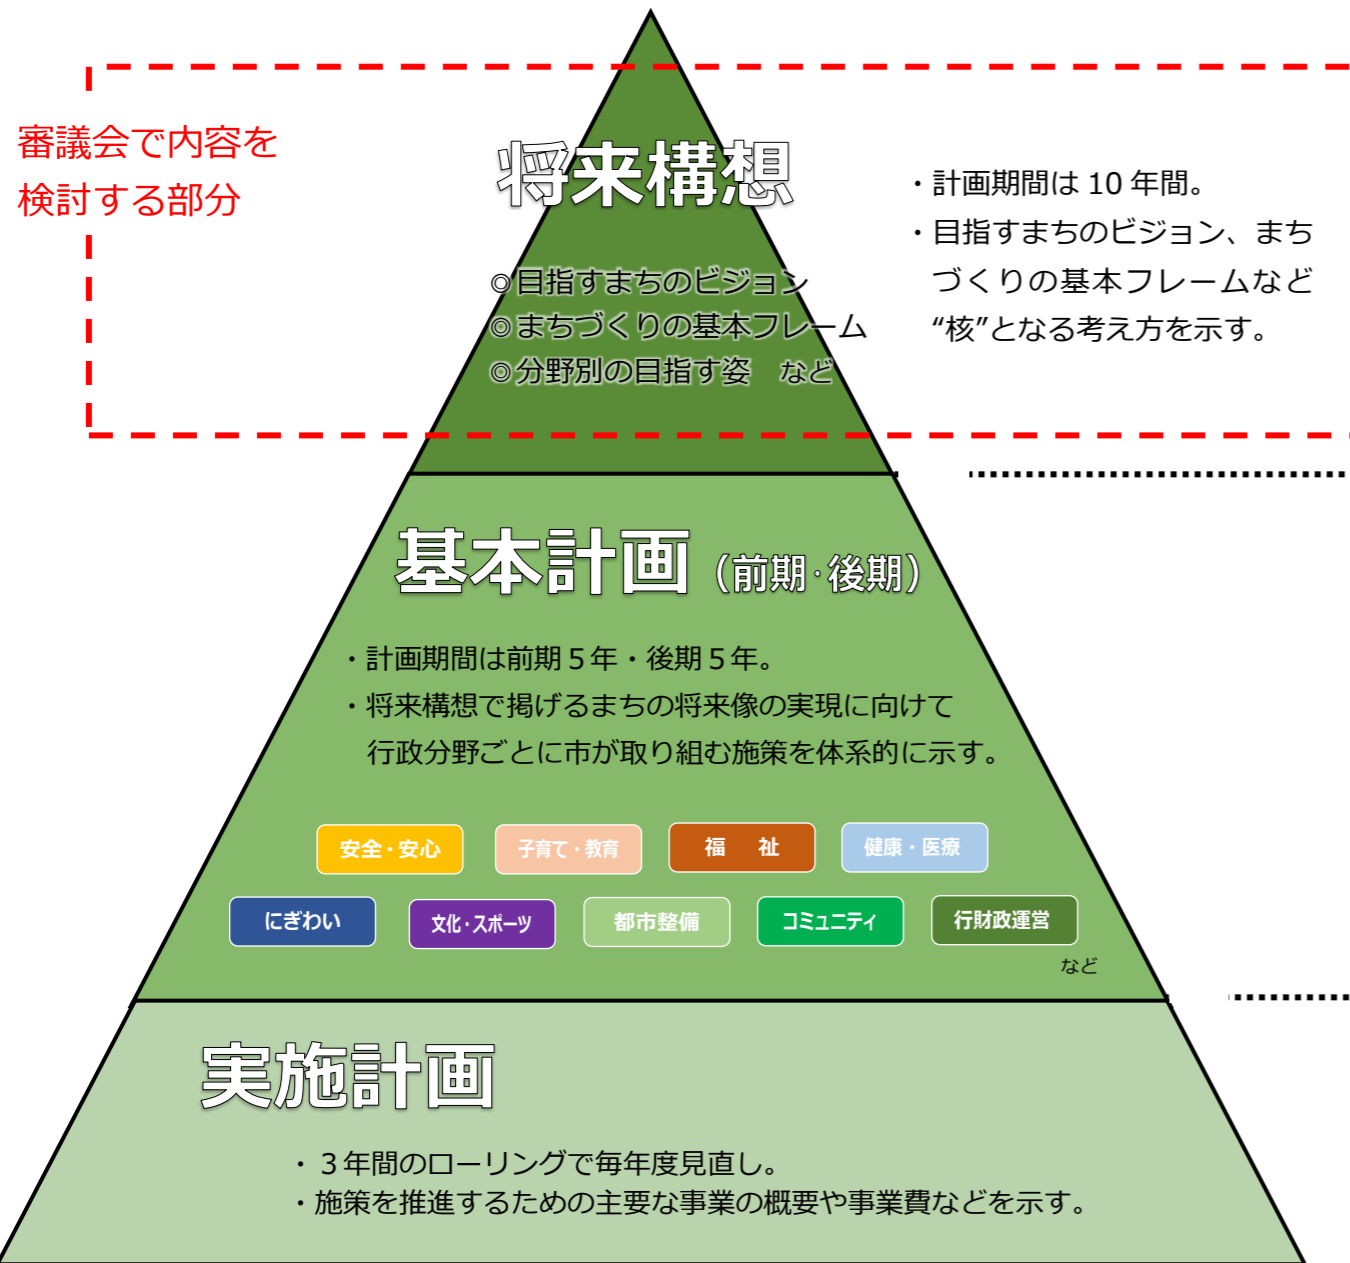 審議会で内容を
検討する部分
将来構想
◎目指すまちのビジョン
◎まちづくりの基本フレーム
◎分野別の目指す姿　など
・計画期間は 10 年間。
・目指すまちのビジョン、まち
づくりの基本フレームなど
“核”となる考え方を示す。
基本計画（前期・後期）
・計画期間は前期５年・後期５年。
・将来構想で掲げるまちの将来像の実現に向けて
行政分野ごとに市が取り組む施策を体系的に示す。
安全・安心　子育て・教育　福　祉　健康・医療
にぎわい　文化・スポーツ　都市整備　コミュニティ　行財政運営
など
実施計画
・３年間のローリングで毎年度見直し。
・施策を推進するための主要な事業の概要や事業費などを示す。